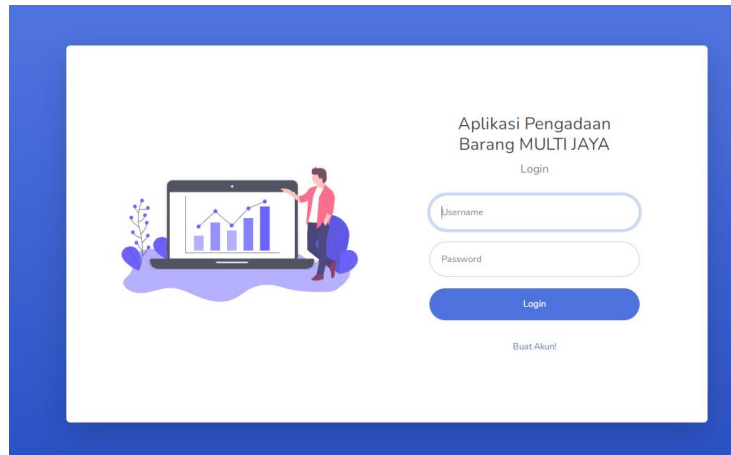 Aplikasi Pengadaan
Barang MULTI JAYA
Login
Username
Password
Login
Buat Akun!